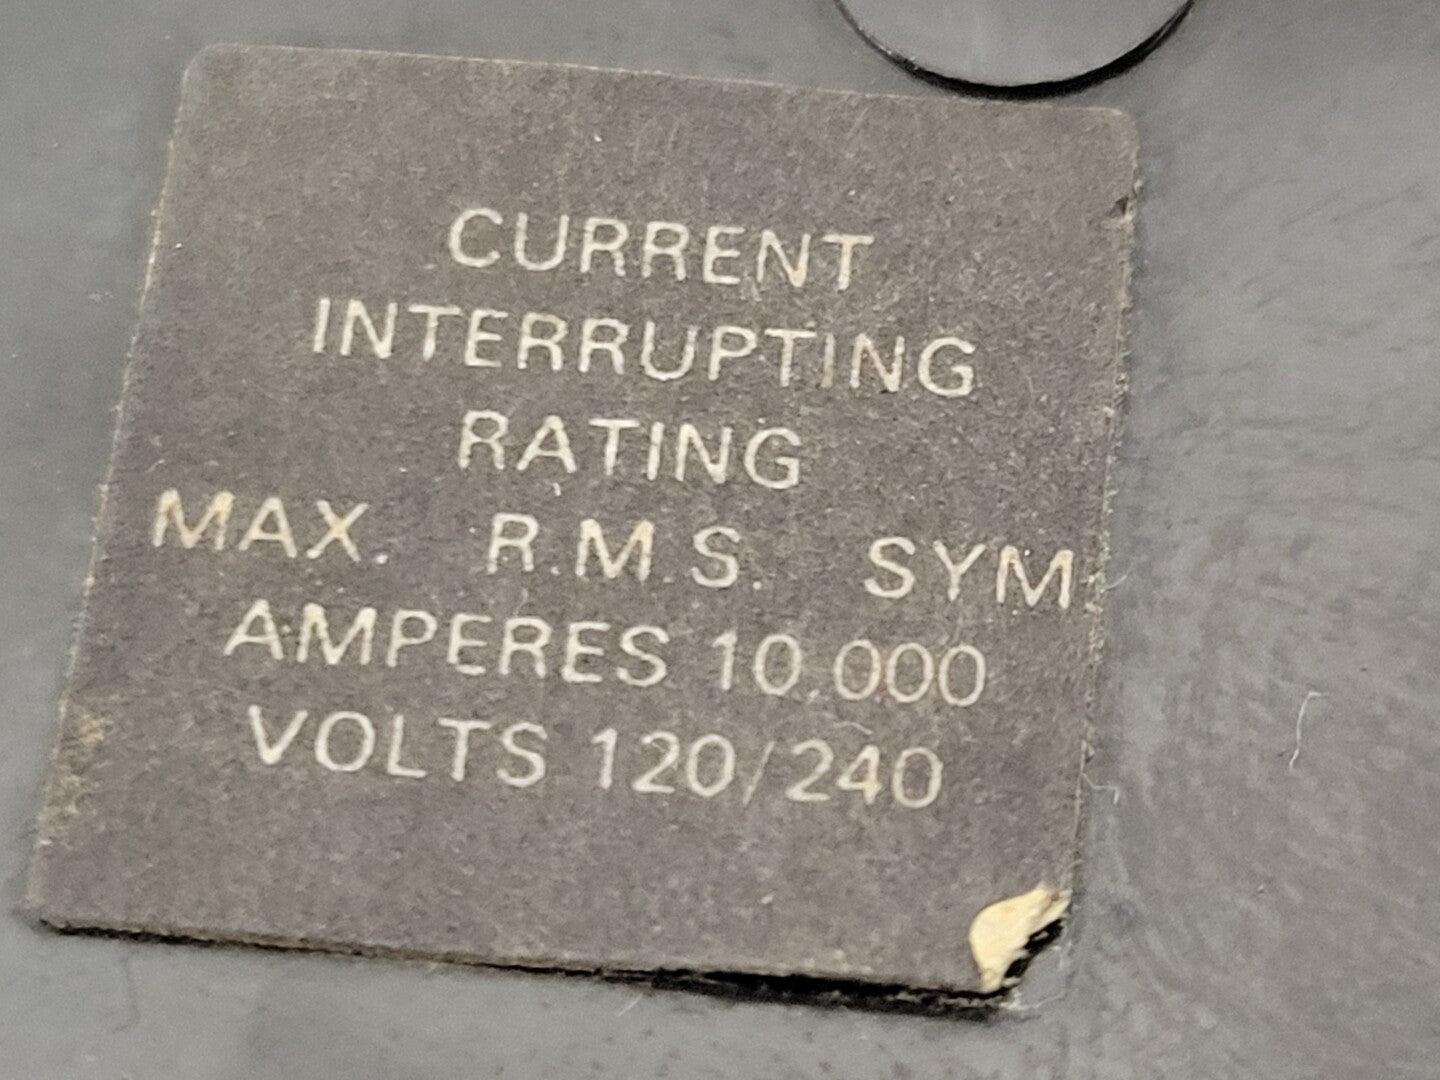 CURRENT
INTERRUPTING
RATING
MAX. R.M.S. SYM
AMPERES 10,000
VOLTS 120/240